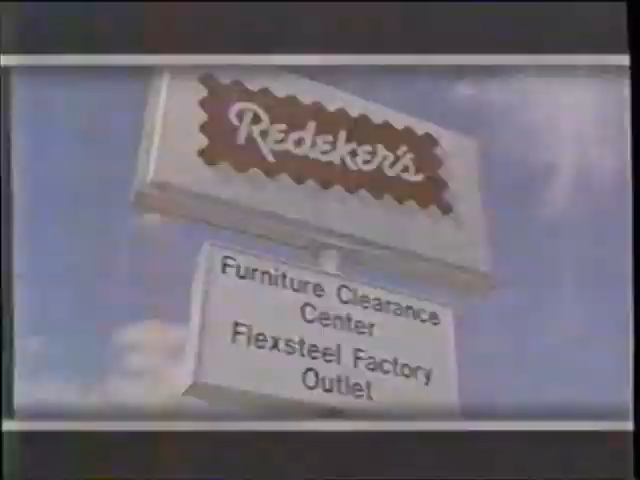 Redeker's
Furniture Clearance
Center
Flexsteel Factory
Outlet